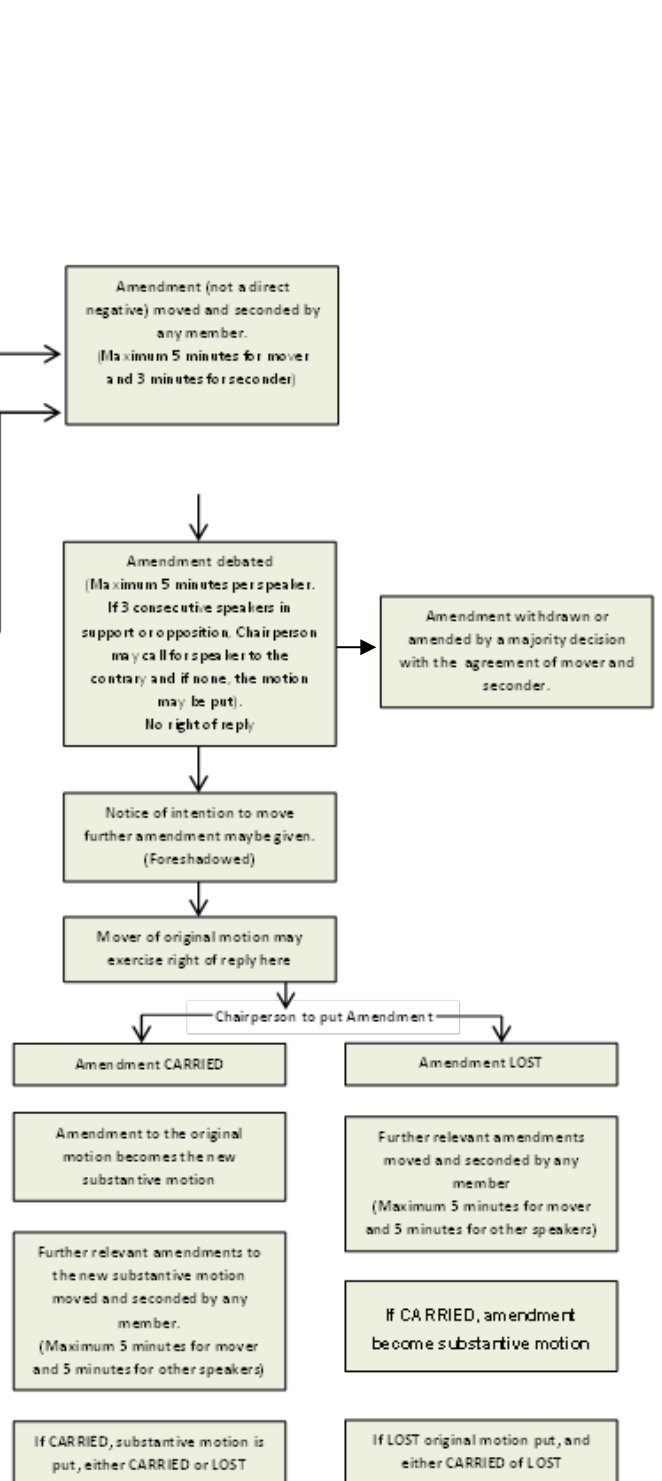 Amendment (not a direct
negative) moved and seconded by
any member.
(Maximum 5 minutes for mover
and 3 minutes for seconder)
Amendment debated
(Maximum 5 minutes per speaker.
If 3 consecutive speakers in
support or opposition, Chairperson
may call for speaker to the
contrary and if none, the motion
may be put).
No right of reply
Amendment withdrawn or
amended by a majority decision
with the agreement of mover and
seconder.
Notice of intention to move
further amendment maybe given.
(Foreshadowed)
Mover of original motion may
exercise right of reply here
Chairperson to put Amendment
Amendment CARRIED
Amendment to the original
motion becomes the new
substantive motion
Further relevant amendments to
the new substantive motion
moved and seconded by any
member.
(Maximum 5 minutes for mover
and 5 minutes for other speakers)
If CARRIED, substantive motion is
put, either CARRIED or LOST
Amendment LOST
Further relevant amendments
moved and seconded by any
member
(Maximum 5 minutes for mover
and 5 minutes for other speakers)
If CARRIED, amendment
become substantive motion
If LOST original motion put, and
either CARRIED of LOST